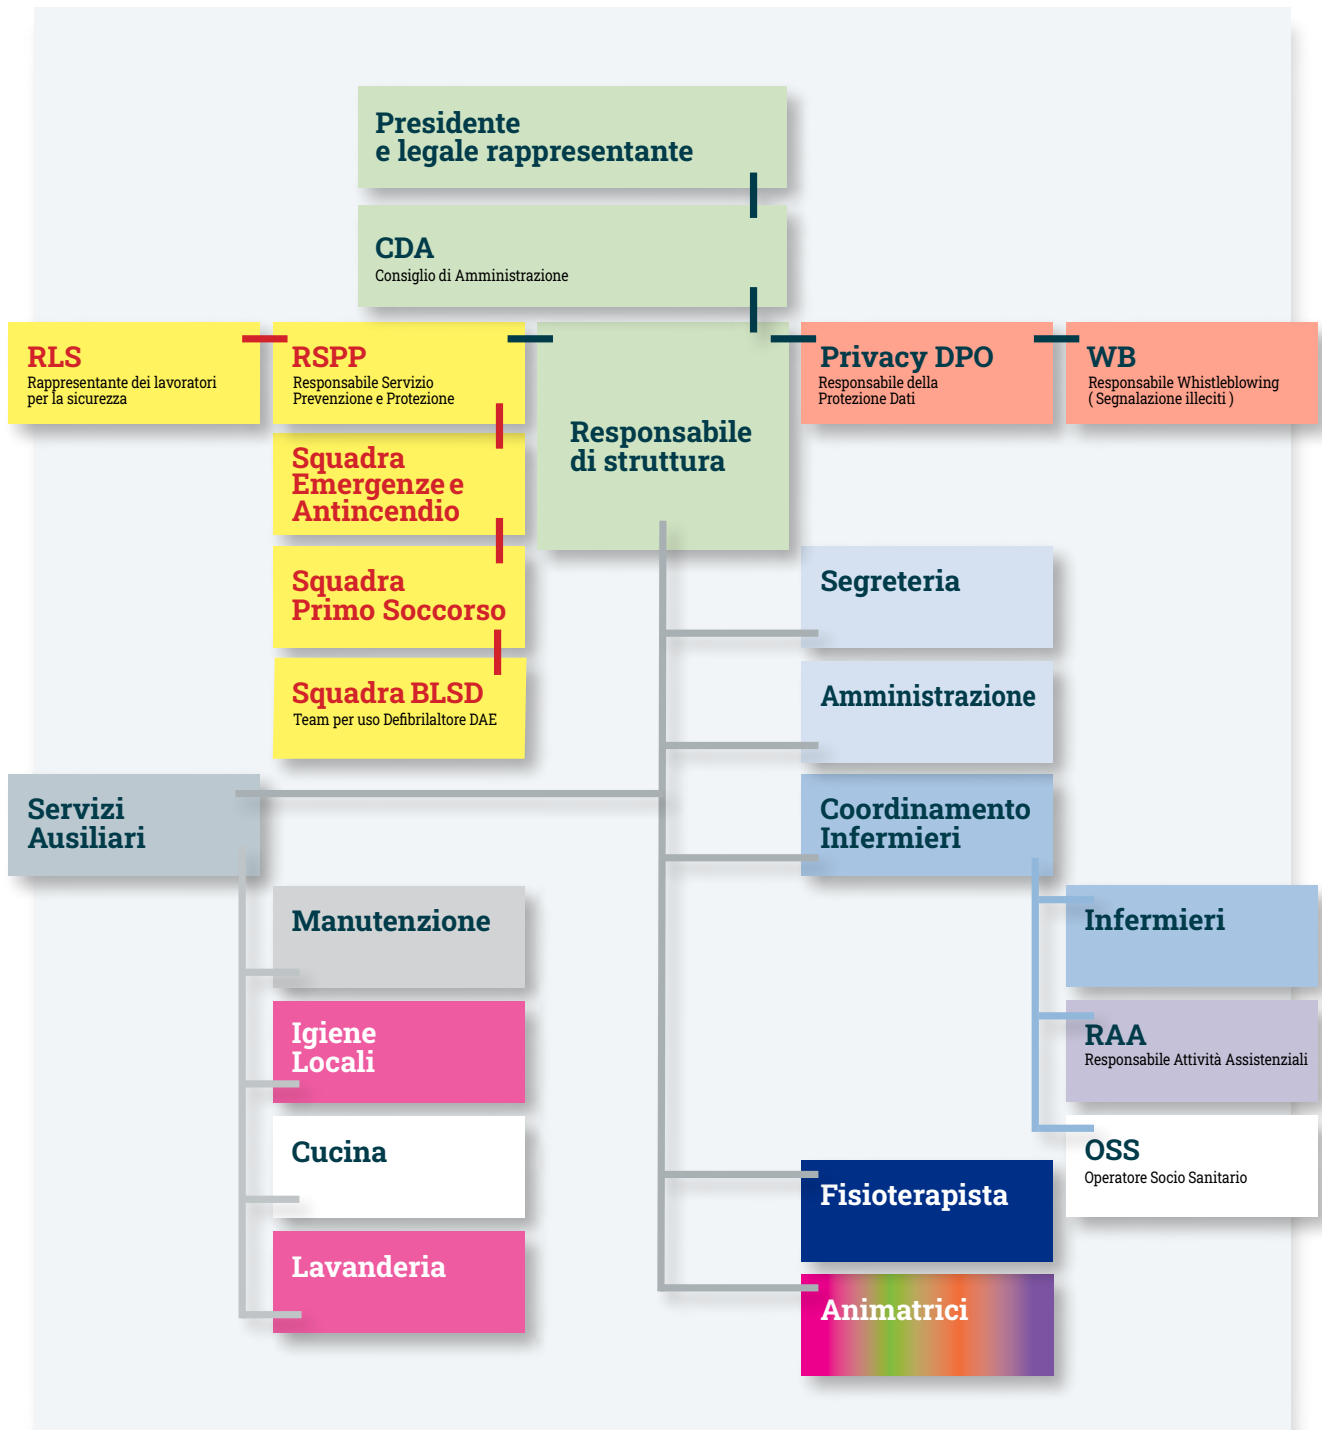 Presidente
e legale rappresentante
CDA
Consiglio di Amministrazione
RLS
Rappresentante dei lavoratori
per la sicurezza
RSPP
Responsabile Servizio
Prevenzione e Protezione
Responsabile
di struttura
Privacy DPO
Responsabile della
Protezione Dati
WB
Responsabile Whistleblowing
( Segnalazione illeciti )
Squadra
Emergenze e
Antincendio
Squadra
Primo Soccorso
Squadra BLSD
Team per uso Defibrilaltore DAE
Segreteria
Amministrazione
Servizi
Ausiliari
Coordinamento
Infermieri
Manutenzione
Igiene
Locali
Cucina
Lavanderia
Infermieri
RAA
Responsabile Attività Assistenziali
OSS
Operatore Socio Sanitario
Fisioterapista
Animatrici